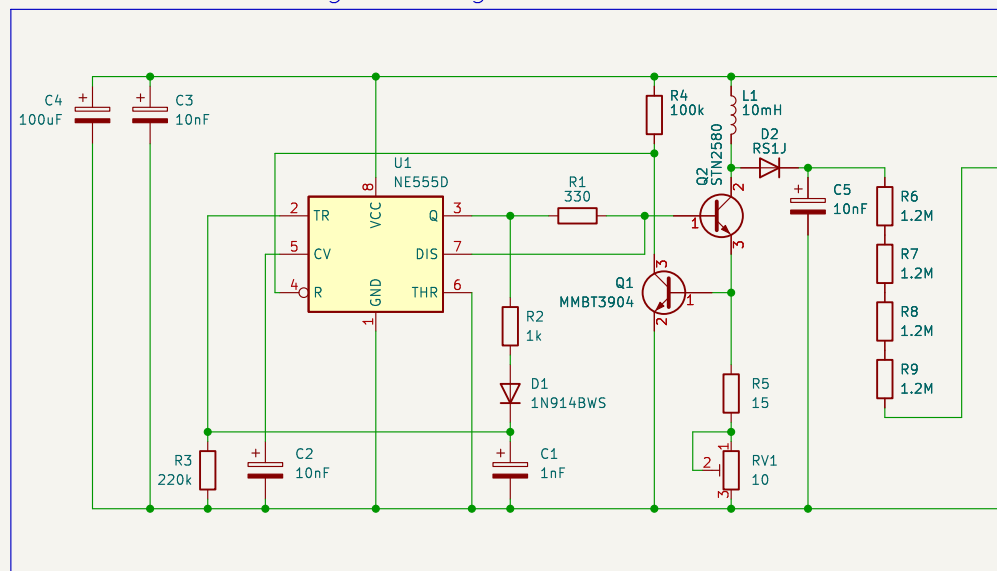 C4
100uF
C3
10nF
U1
NE555D
2
TR
5
CV
4
R
8
VCC
GND
1
Q
3
DIS
7
THR
6
R1
330
R2
1k
D1
1N914BWS
C1
1nF
R3
220k
C2
10nF
R4
100k
L1
10mH
Q2
STN2580
1
2
3
D2
RS1J
C5
10nF
Q1
MMBT3904
3
1
2
R5
15
RV1
10
1
2
3
R6
1.2M
R7
1.2M
R8
1.2M
R9
1.2M